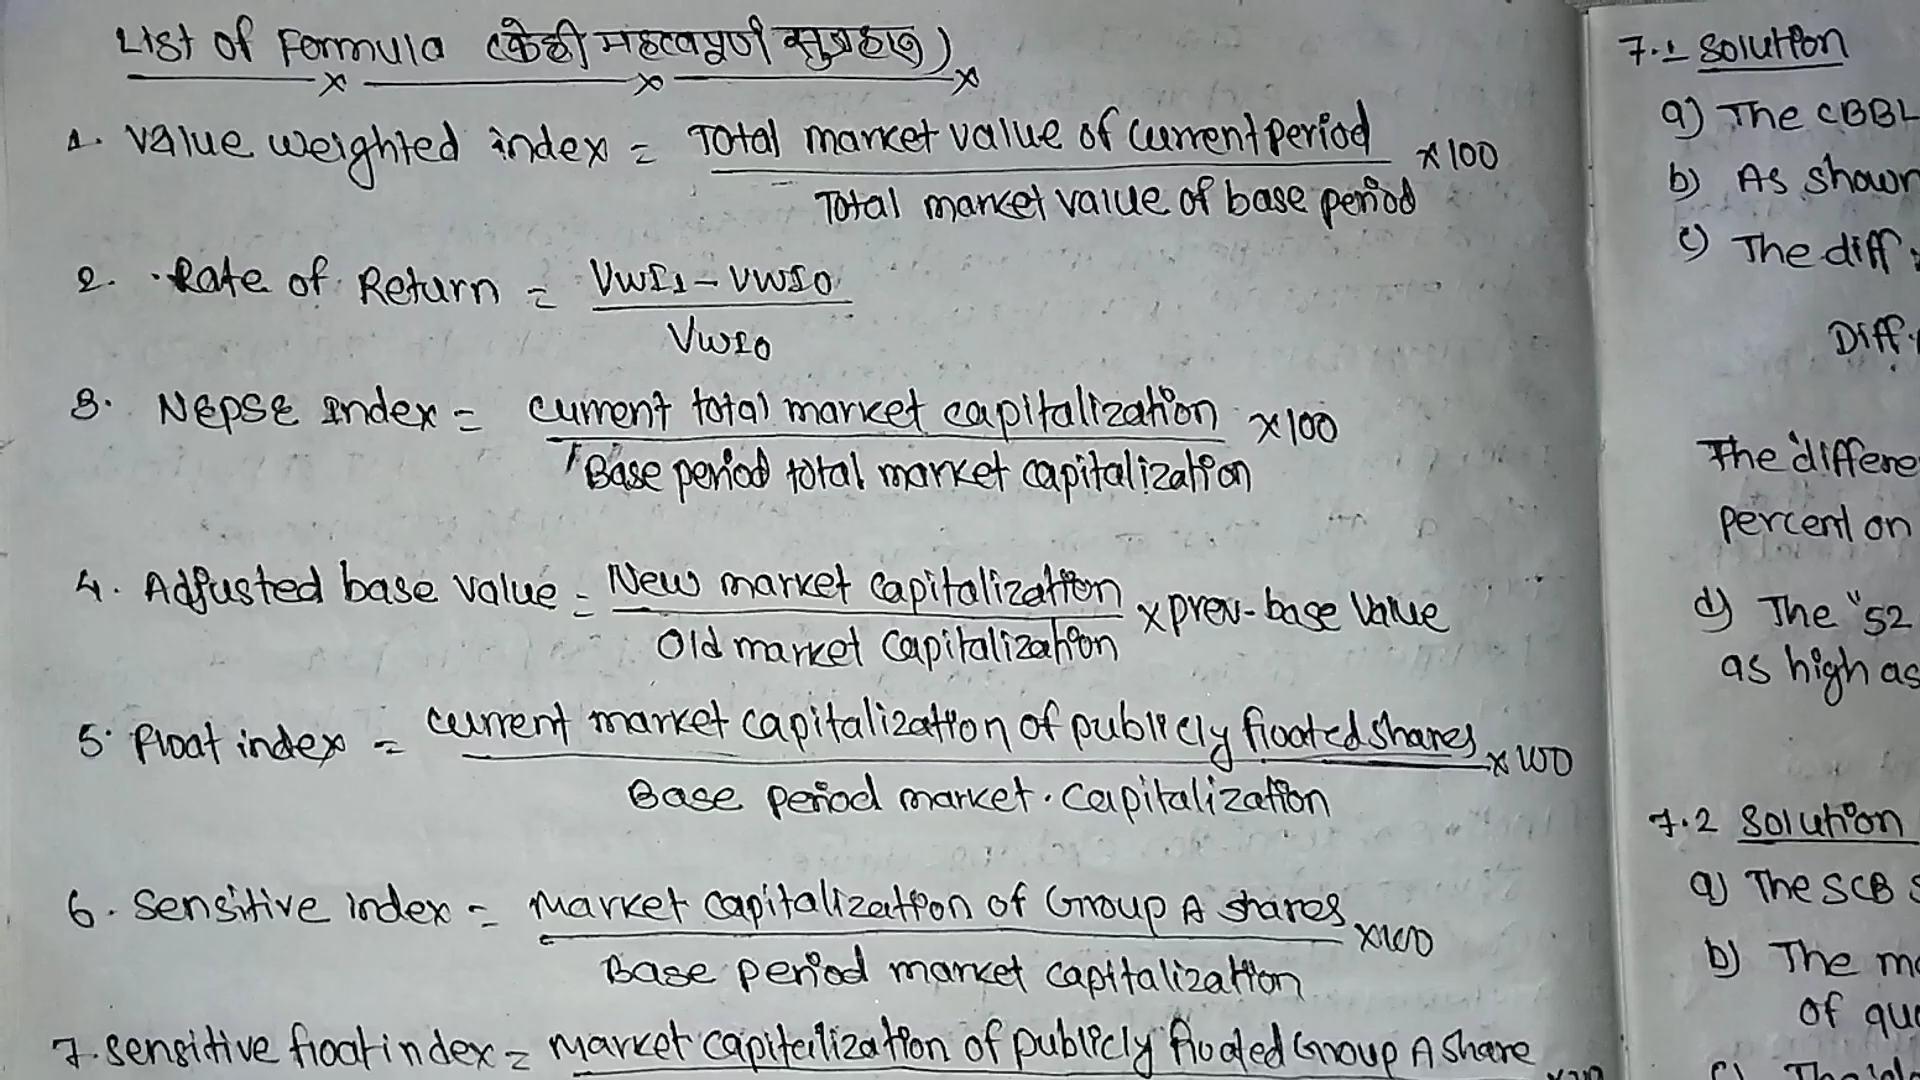 List of Formula (केही महत्वपूर्ण सुत्रहरु)
1. Value weighted index = Total market value of current period / Total market value of base period × 100
2. Rate of Return = VWI1 - VWI0 / VWI0
3. NEPSE Index = Current total market capitalization / Base period total market capitalization × 100
4. Adjusted base value = New market capitalization / Old market capitalization × prev-base value
5. Float index = Current market capitalization of publicly floated shares / Base period market capitalization × 100
6. Sensitive index = Market capitalization of Group A shares / Base period market capitalization × 100
7. Sensitive float index = Market capitalization of publicly floated Group A share
7.1 Solution
a) The CBBL
b) As shown
c) The diff
Diff.
The differe
percent on
d) The "52
as high as
7.2 Solution
a) The SCB
b) The mo
of qu